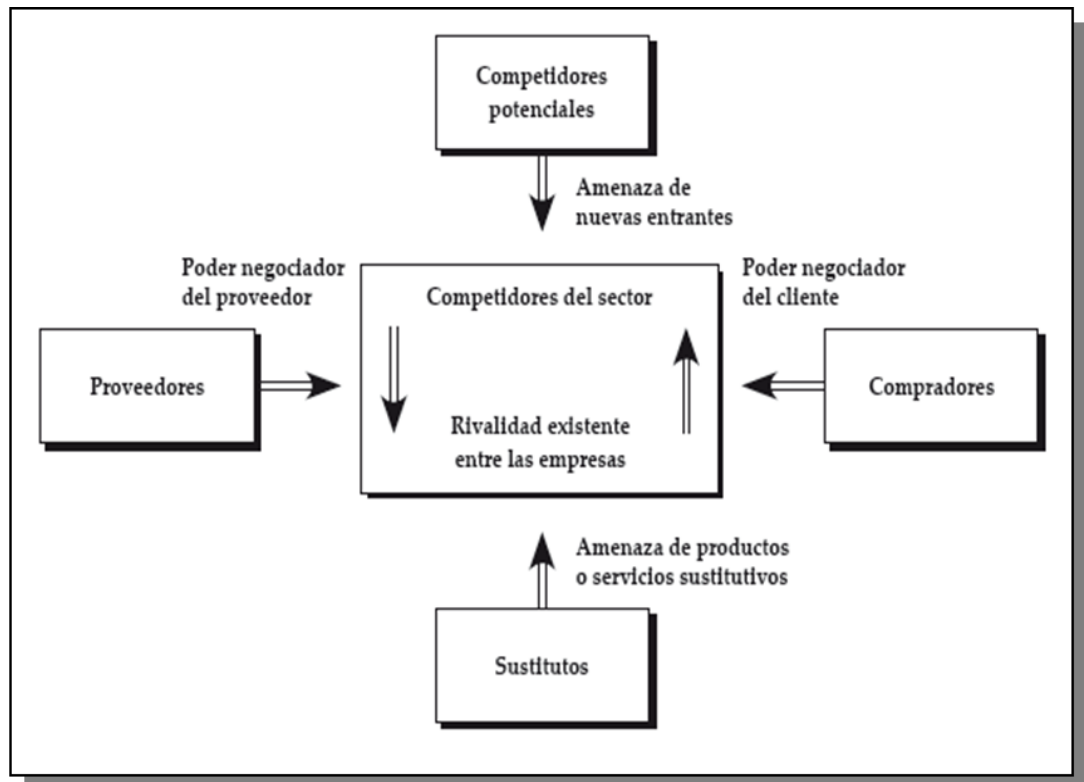 Competidores
potenciales
Amenaza de
nuevas entrantes
Poder negociador
del proveedor
Competidores del sector
Poder negociador
del cliente
Proveedores
Compradores
Rivalidad existente
entre las empresas
Amenaza de productos
o servicios sustitutivos
Sustitutos